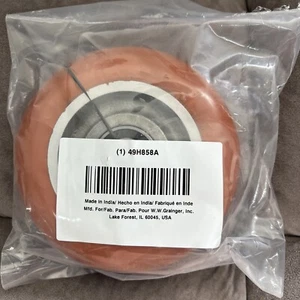 (1) 49H858A
Made in India/ Hecho en India/ Fabriqué en Inde
Mfd. For/Fab. Para/Fab. Pour W.W.Grainger, Inc.
Lake Forest, IL 60045, USA